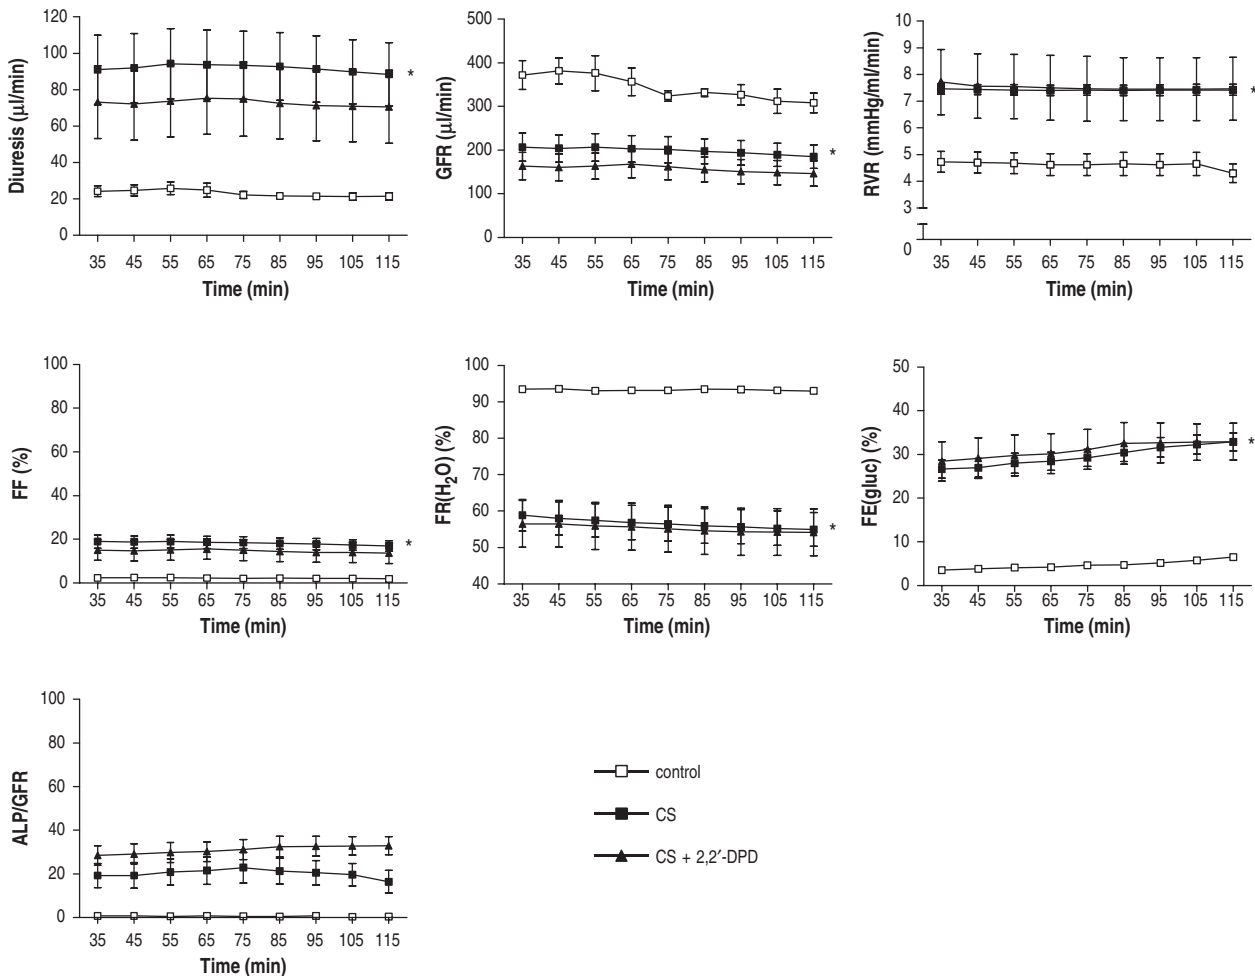 120
100
80
60
40
20
0
Diuresis (µl/min)
*
35 45 55 65 75 85 95 105 115
Time (min)
500
400
300
200
100
0
GFR (µl/min)
*
35 45 55 65 75 85 95 105 115
Time (min)
10
9
8
7
6
5
4
3
0
RVR (mmHg/ml/min)
*
35 45 55 65 75 85 95 105 115
Time (min)
100
80
60
40
20
0
FF (%)
*
35 45 55 65 75 85 95 105 115
Time (min)
100
90
80
70
60
50
40
FR(H₂O) (%)
*
35 45 55 65 75 85 95 105 115
Time (min)
50
40
30
20
10
0
FE(gluc) (%)
*
35 45 55 65 75 85 95 105 115
Time (min)
100
80
60
40
20
0
ALP/GFR
35 45 55 65 75 85 95 105 115
Time (min)
control
CS
CS + 2,2′-DPD